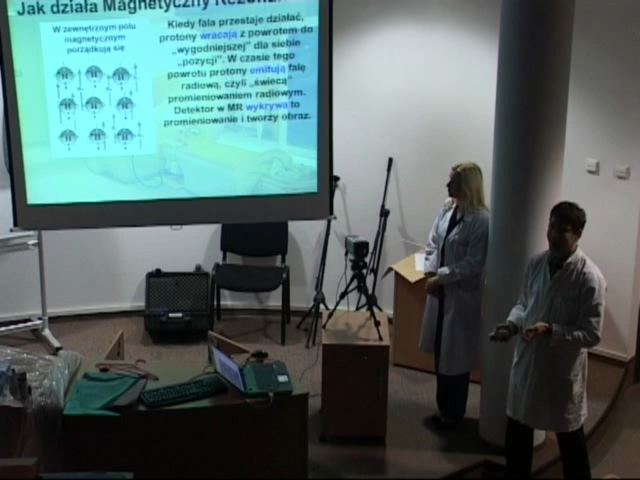 Jak działa Magnetyczny
W zewnętrznym polu
magnetycznym
porządkują się
Kiedy fala przestaje działać,
protony wracają z powrotem do
„wygodniejszej" dla siebie
„pozycji". W czasie tego
powrotu protony emitują falę
radiową, czyli „świecą"
promieniowaniem radiowym.
Detektor w MR wykrywa to
promieniowanie i tworzy obraz.